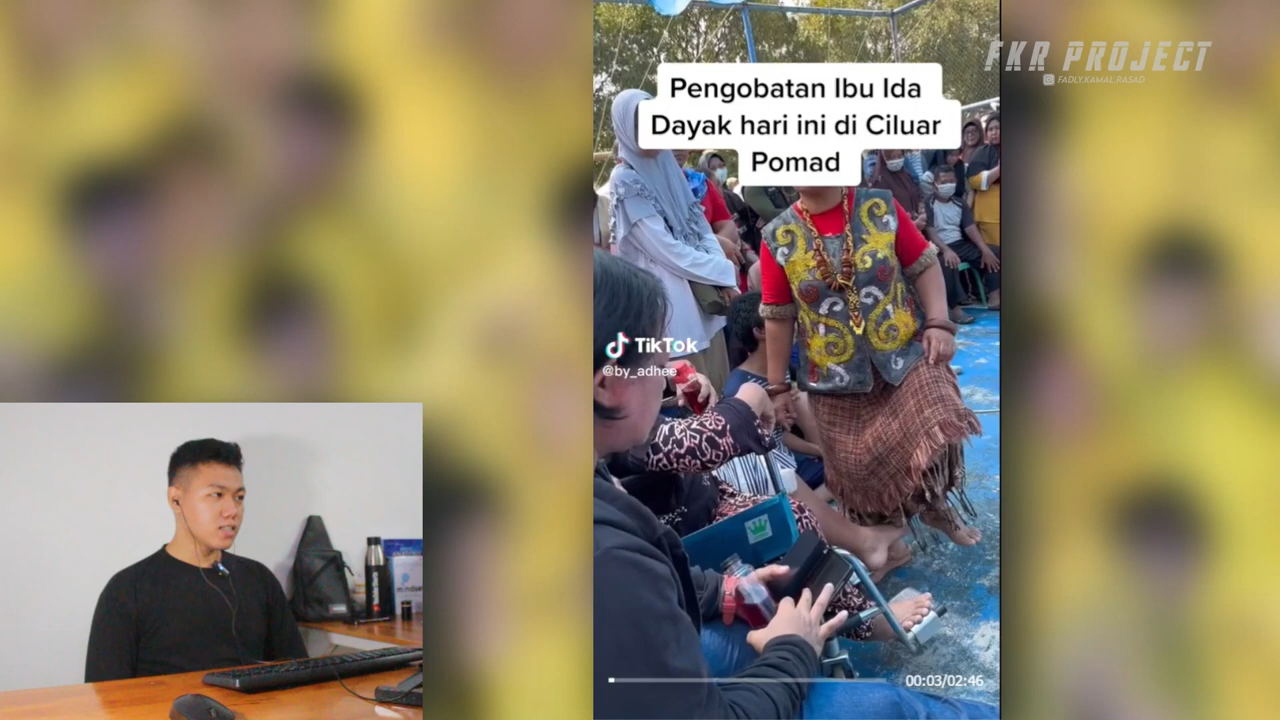 FKR PROJECT
FADLY.KAMAL.RASAD
Pengobatan Ibu Ida
Dayak hari ini di Ciluar
Pomad
TikTok
@by_adhee
00:03/02:46